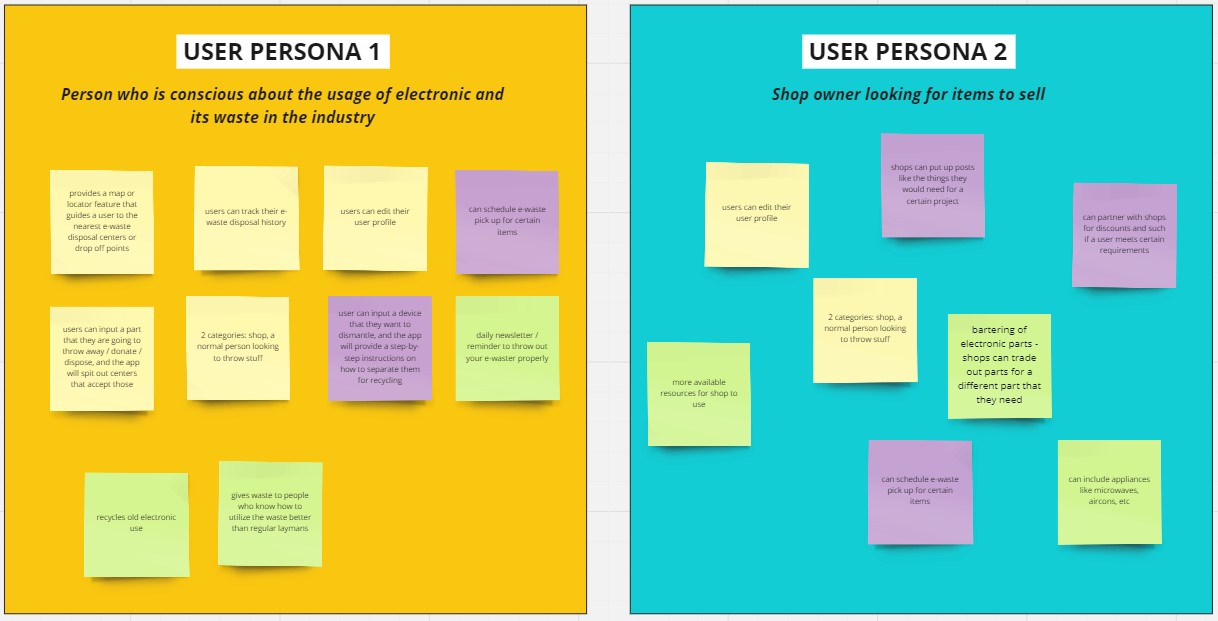 USER PERSONA 1
Person who is conscious about the usage of electronic and
its waste in the industry
provides a map or
locator feature that
guides a user to the
nearest e-waste
disposal centers or
drop off points
users can track their e-
waste disposal history
users can edit their
user profile
can schedule e-waste
pick up for certain
items
users can input a part
that they are going to
throw away / donate /
dispose, and the app
will spit out centers
that accept those
2 categories: shop, a
normal person looking
to throw stuff
user can input a device
that they want to
dismantle, and the app
will provide a step-by-
step instructions on
how to separate them
for recycling
daily newsletter /
reminder to throw out
your e-waster properly
recycles old electronic
use
gives waste to people
who know how to
utilize the waste better
than regular laymans
USER PERSONA 2
Shop owner looking for items to sell
users can edit their
user profile
shops can put up posts
like the things they
would need for a
certain project
can partner with shops
for discounts and such
if a user meets certain
requirements
2 categories: shop, a
normal person looking
to throw stuff
bartering of
electronic parts -
shops can trade
out parts for a
different part that
they need
more available
resources for shop to
use
can schedule e-waste
pick up for certain
items
can include appliances
like microwaves,
aircons, etc